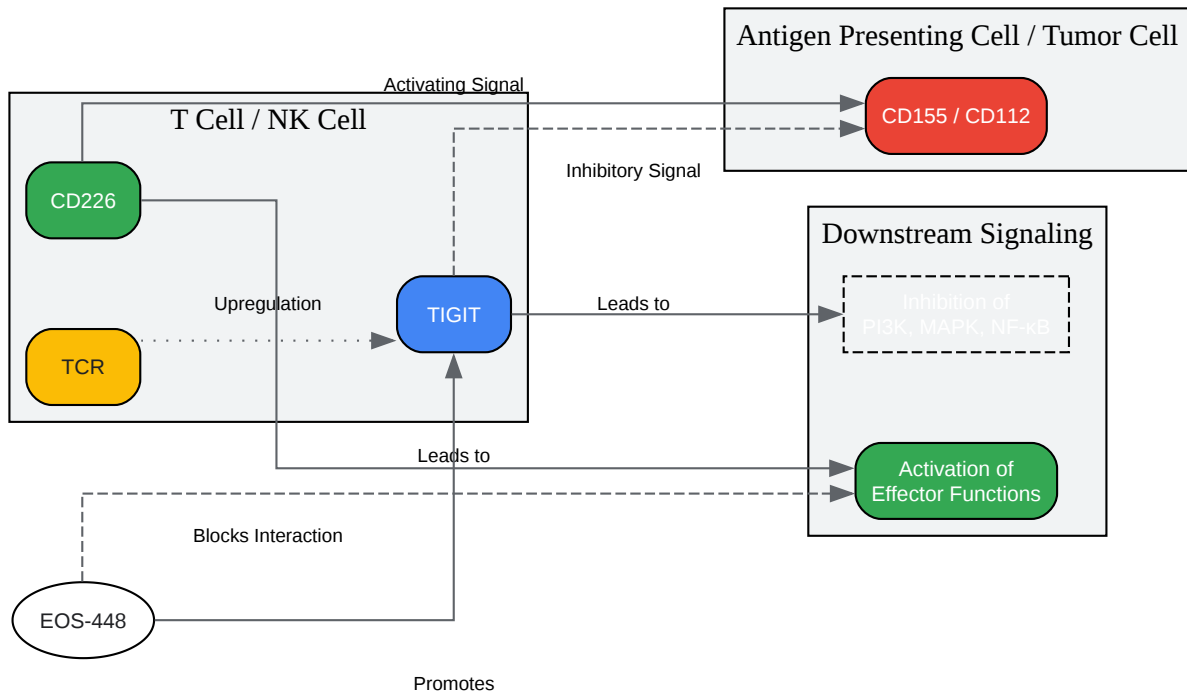 Antigen Presenting Cell / Tumor Cell
Activating Signal
CD155 / CD112
T Cell / NK Cell
Inhibitory Signal
CD226
Downstream Signaling
Inhibition of
PI3K, MAPK, NF-κB
Upregulation
Leads to
TIGIT
TCR
Leads to
Activation of
Effector Functions
Blocks Interaction
EOS-448
Promotes